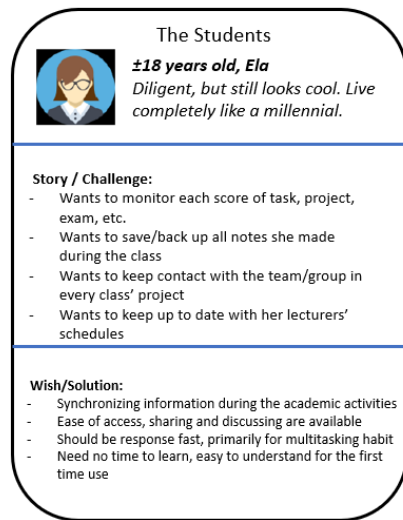 The Students
±18 years old, Ela
Diligent, but still looks cool. Live
completely like a millennial.
Story / Challenge:
- Wants to monitor each score of task, project,
exam, etc.
- Wants to save/back up all notes she made
during the class
- Wants to keep contact with the team/group in
every class' project
- Wants to keep up to date with her lecturers'
schedules
Wish/Solution:
- Synchronizing information during the academic activities
- Ease of access, sharing and discussing are available
- Should be response fast, primarily for multitasking habit
- Need no time to learn, easy to understand for the first
time use